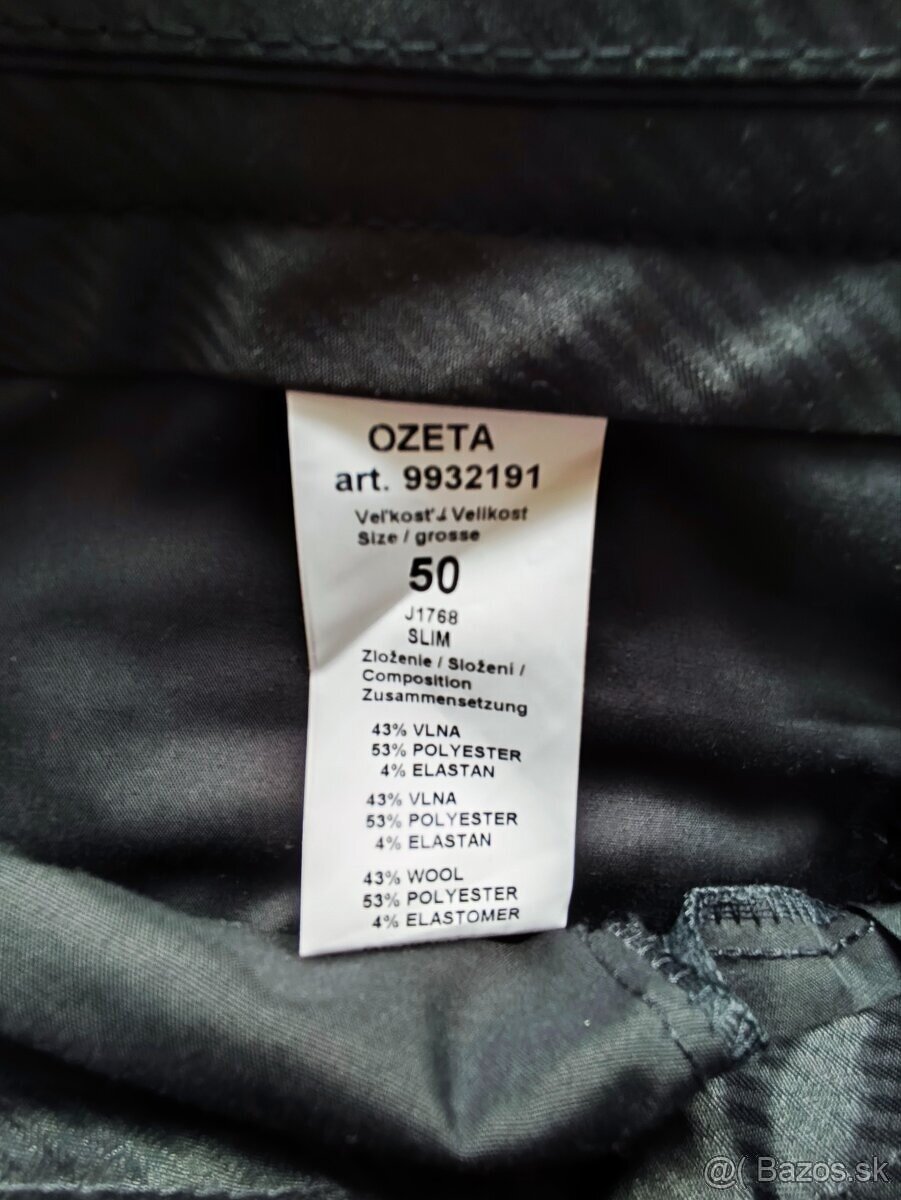 OZETA
art. 9932191
Veľkosť / Velikost
Size / grosse
50
J1768
SLIM
Zloženie / Složení /
Composition
Zusammensetzung
43% VLNA
53% POLYESTER
4% ELASTAN
43% VLNA
53% POLYESTER
4% ELASTAN
43% WOOL
53% POLYESTER
4% ELASTOMER
@( Bazos.sk